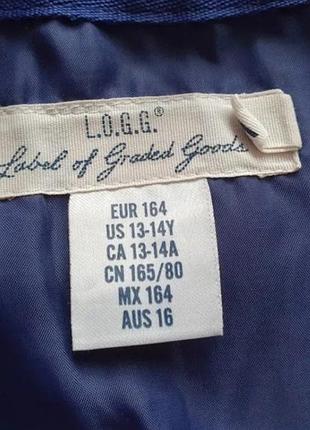 L.O.G.G.®
Label of Graded Goods
EUR 164
US 13-14Y
CA 13-14A
CN 165/80
MX 164
AUS 16